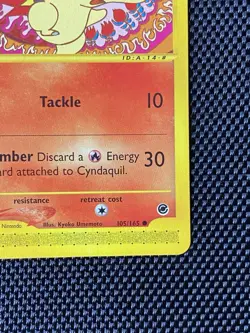 ID:A-14-#
Tackle 10
mber Discard a Energy 30
ard attached to Cyndaquil.
resistance retreat cost
Nintendo Illus. Kyoko Umemoto 105/165